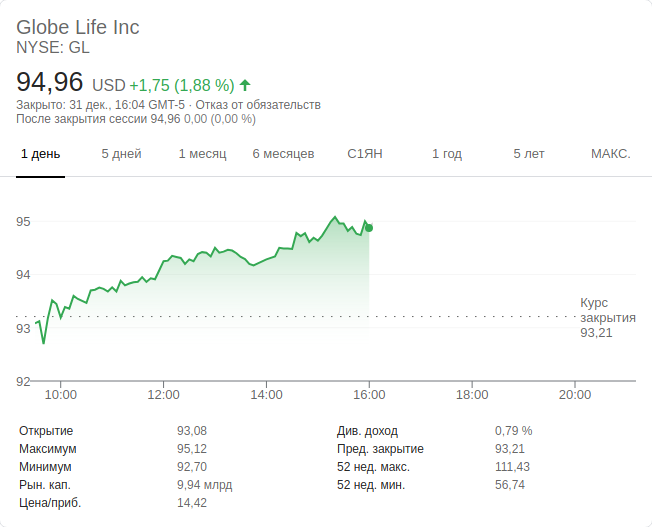 Globe Life Inc
NYSE: GL
94,96 USD +1,75 (1,88 %)
Закрыто: 31 дек., 16:04 GMT-5 · Отказ от обязательств
После закрытия сессии 94,96 0,00 (0,00 %)
1 день 5 дней 1 месяц 6 месяцев С1ЯН 1 год 5 лет МАКС.
95
94
93
92
Курс
закрытия
93,21
10:00 12:00 14:00 16:00 18:00 20:00
Открытие 93,08 Див. доход 0,79 %
Максимум 95,12 Пред. закрытие 93,21
Минимум 92,70 52 нед. макс. 111,43
Рын. кап. 9,94 млрд 52 нед. мин. 56,74
Цена/приб. 14,42